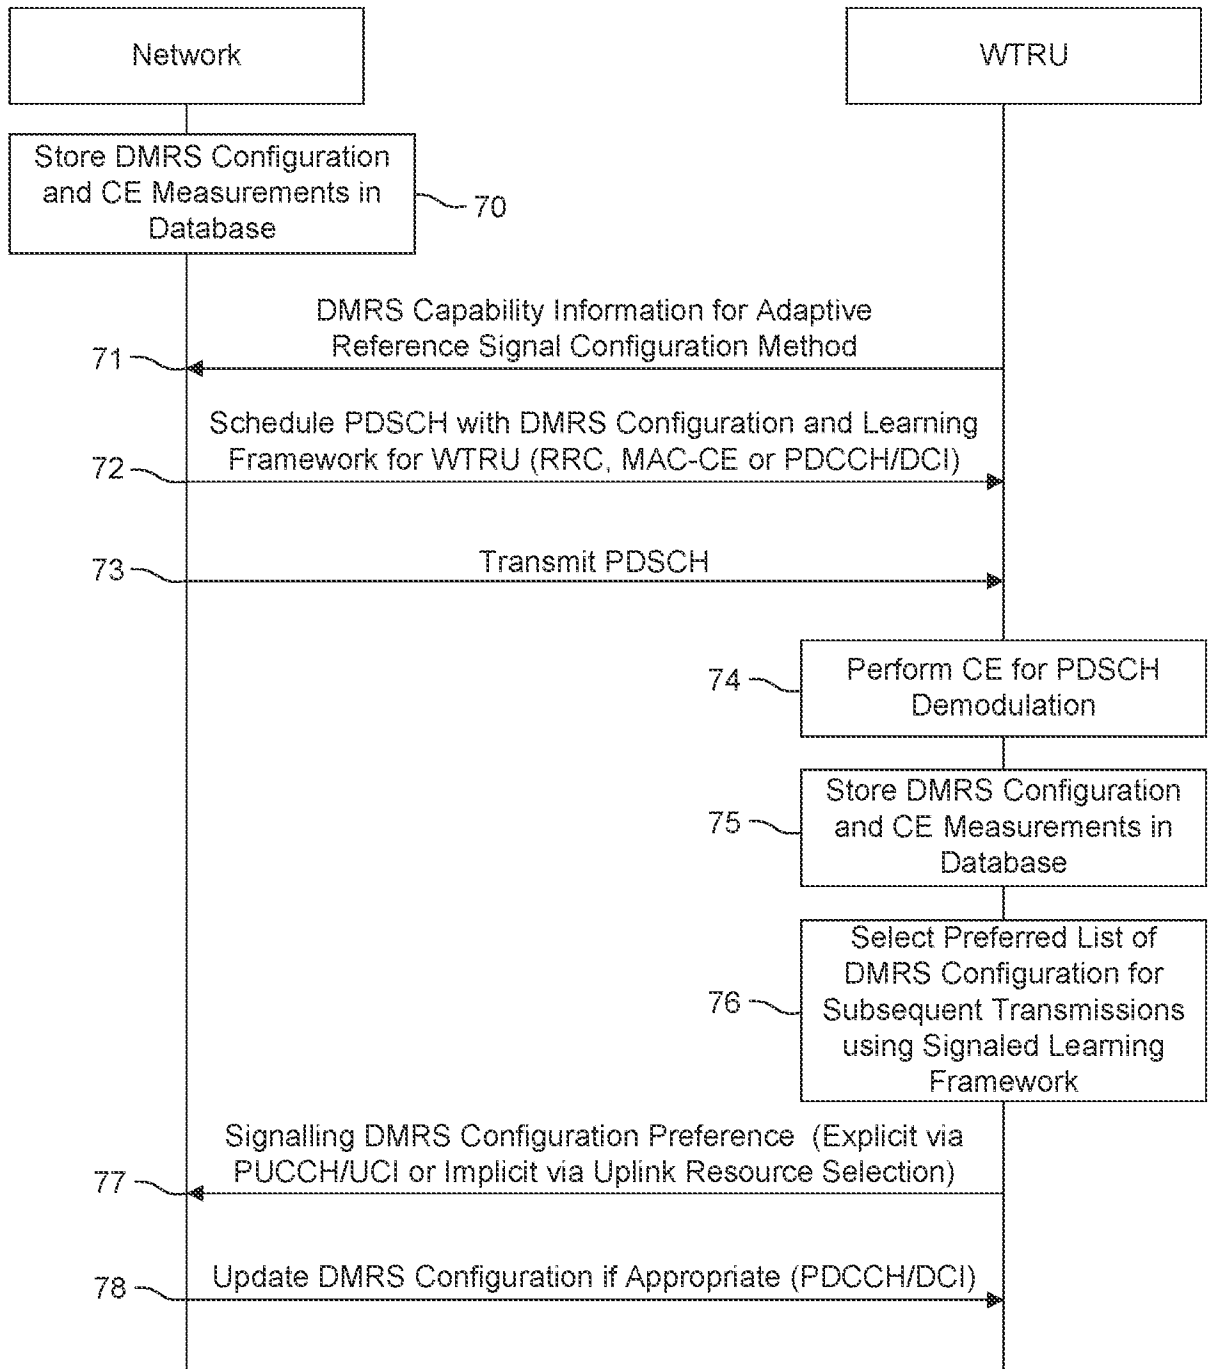 Network
WTRU
Store DMRS Configuration
and CE Measurements in
Database
70
DMRS Capability Information for Adaptive
Reference Signal Configuration Method
71
Schedule PDSCH with DMRS Configuration and Learning
Framework for WTRU (RRC, MAC-CE or PDCCH/DCI)
72
Transmit PDSCH
73
Perform CE for PDSCH
Demodulation
74
Store DMRS Configuration
and CE Measurements in
Database
75
Select Preferred List of
DMRS Configuration for
Subsequent Transmissions
using Signaled Learning
Framework
76
Signalling DMRS Configuration Preference (Explicit via
PUCCH/UCI or Implicit via Uplink Resource Selection)
77
Update DMRS Configuration if Appropriate (PDCCH/DCI)
78